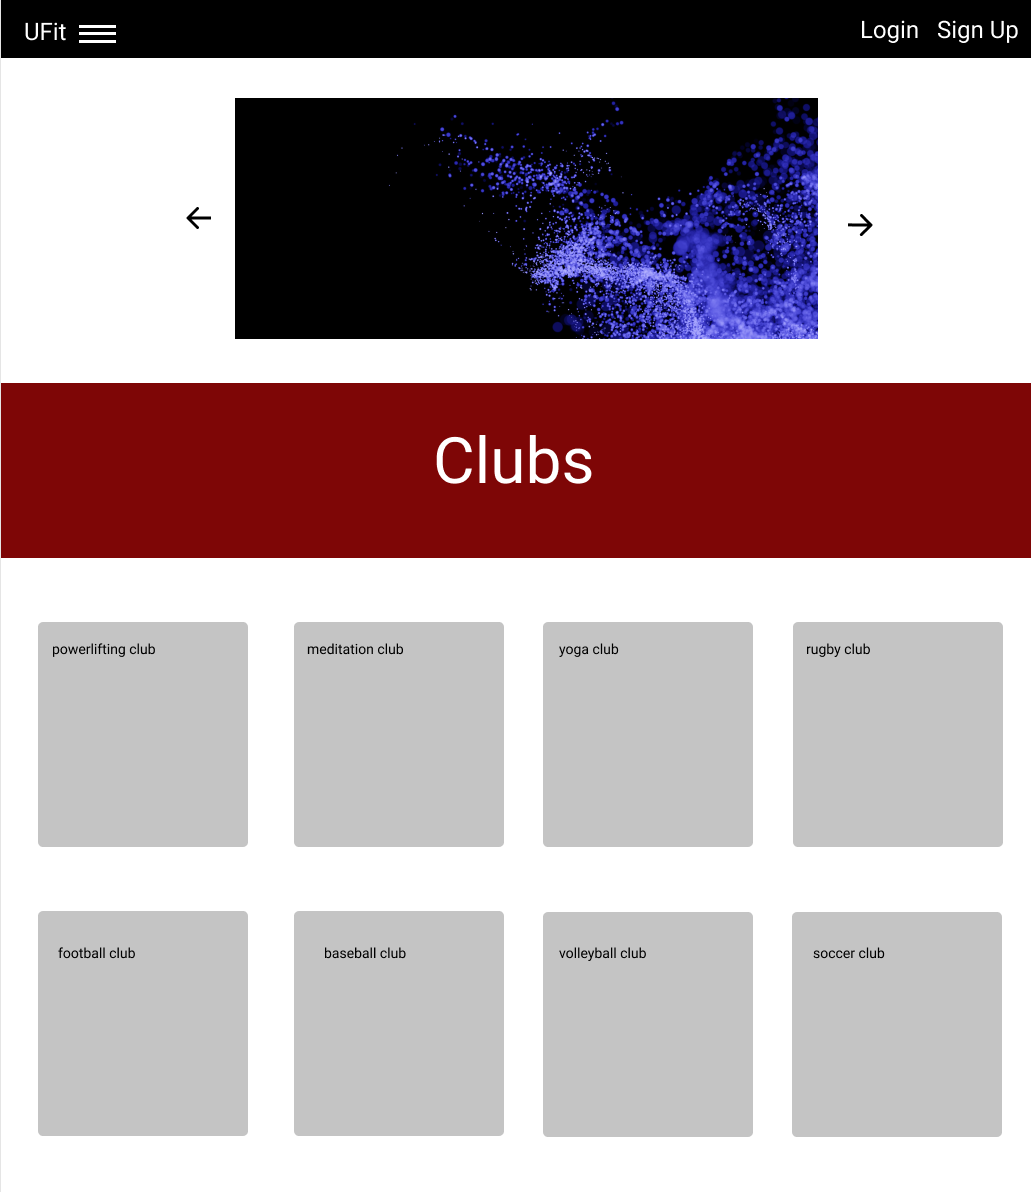 UFit
Login Sign Up
Clubs
powerlifting club
meditation club
yoga club
rugby club
football club
baseball club
volleyball club
soccer club